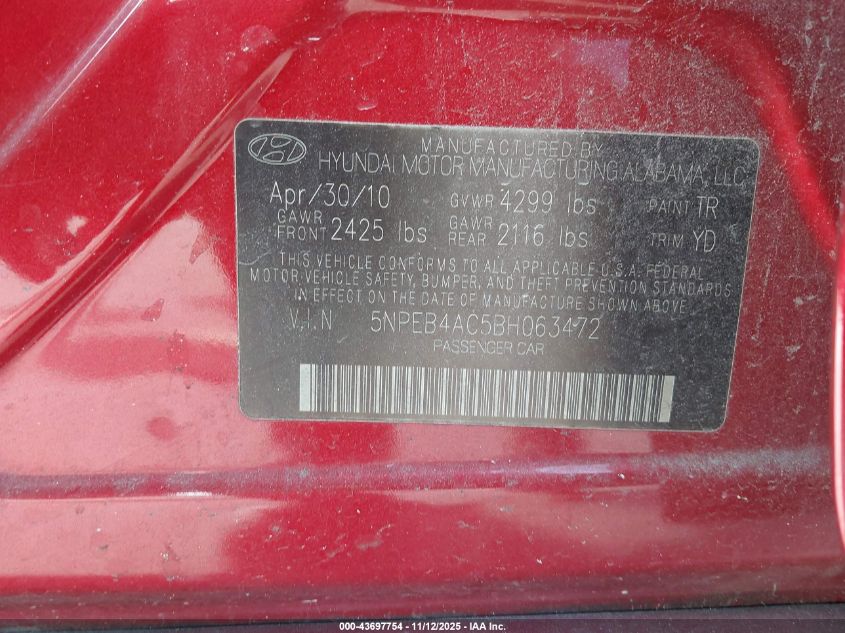 MANUFACTURED BY
HYUNDAI MOTOR MANUFACTURING ALABAMA, LLC
Apr/30/10 GVWR 4299 lbs PAINT TR
GAWR FRONT 2425 lbs GAWR REAR 2116 lbs TRIM YD
THIS VEHICLE CONFORMS TO ALL APPLICABLE U.S.A. FEDERAL
MOTOR VEHICLE SAFETY, BUMPER, AND THEFT PREVENTION STANDARDS
IN EFFECT ON THE DATE OF MANUFACTURE SHOWN ABOVE.
V.I.N 5NPEB4AC5BH063472
PASSENGER CAR
000-43697754 - 11/12/2025 - IAA Inc.